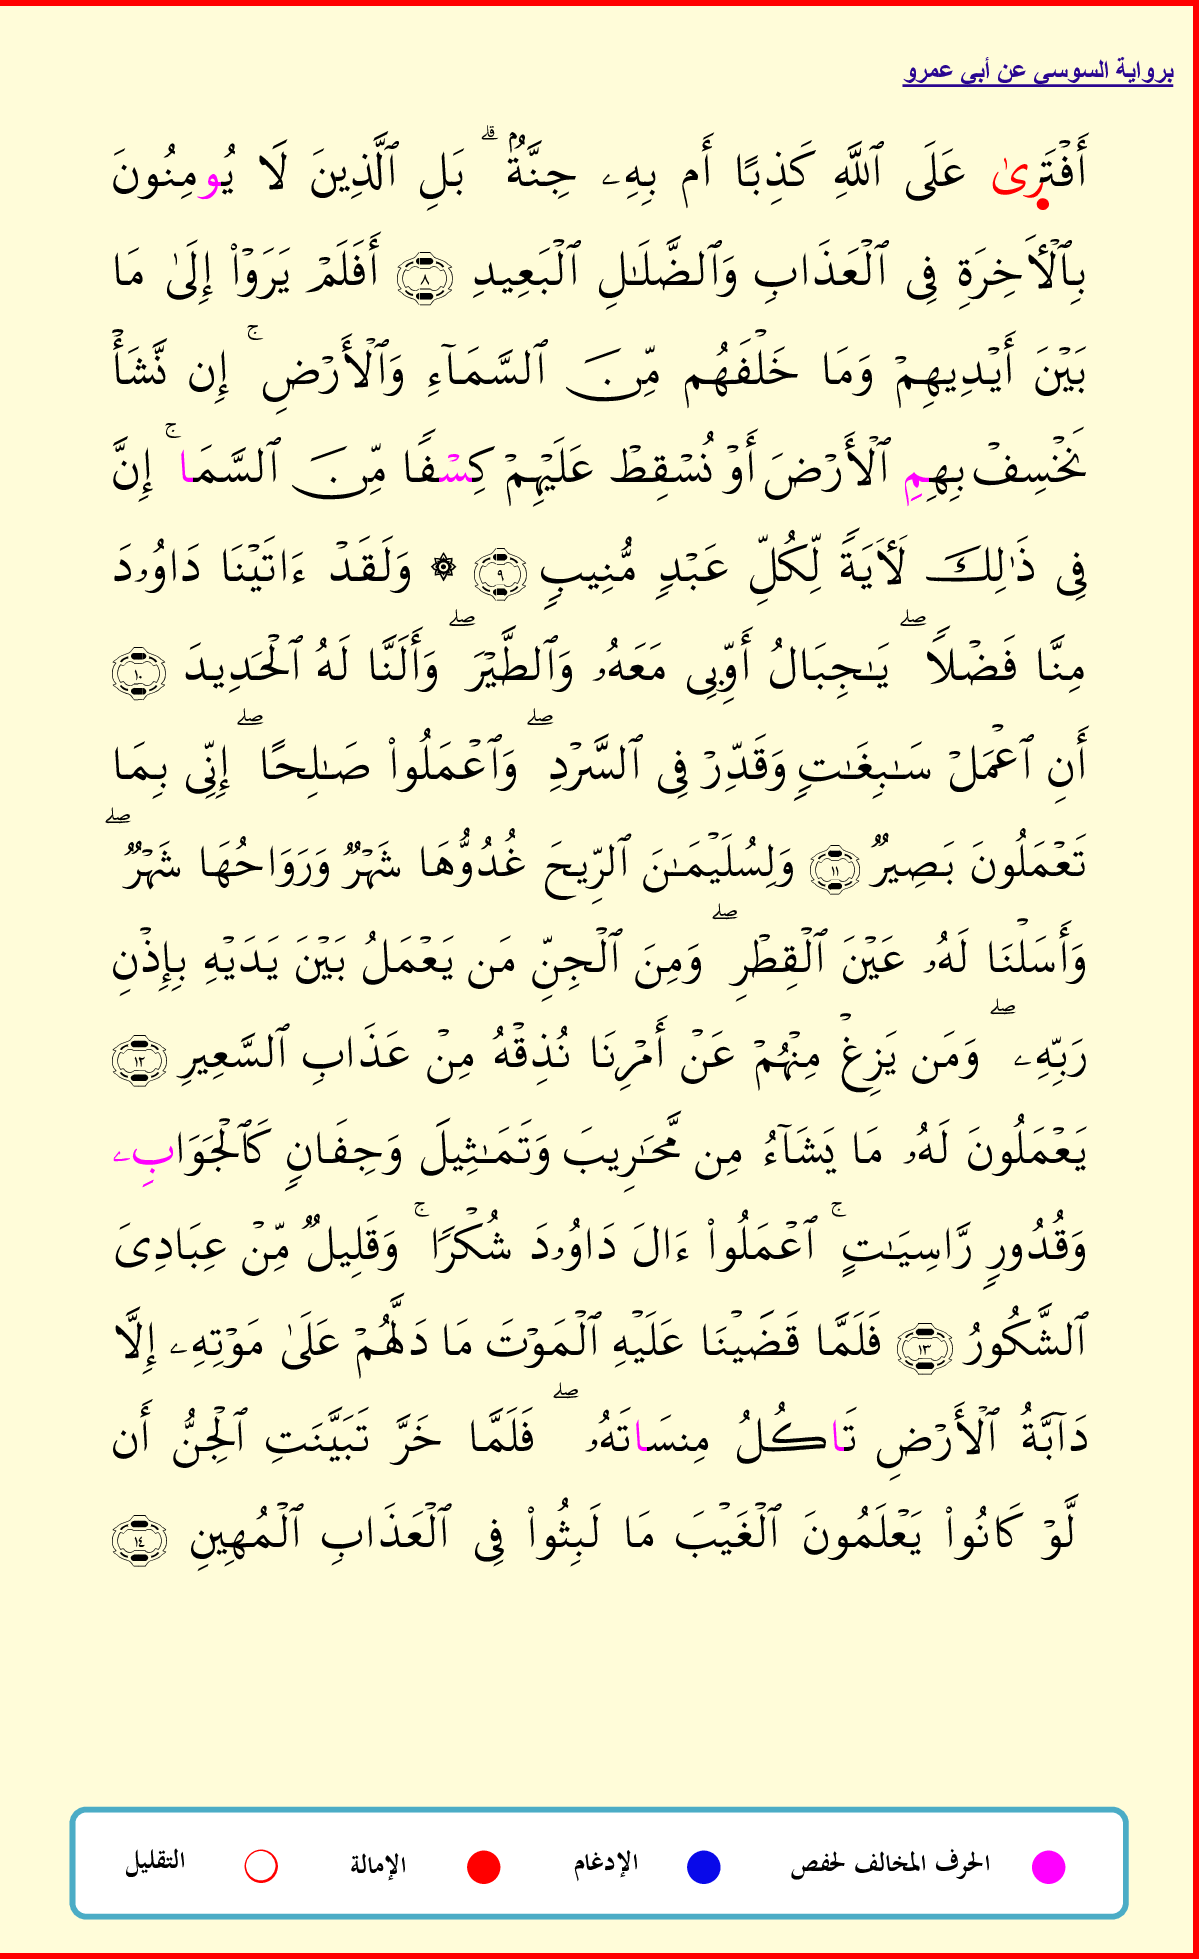 برواية السوسي عن أبي عمرو
أَفۡتَرِىٰ عَلَى ٱللَّهِ كَذِبًا أَم بِهِۦ جِنَّةُۢ ۗ بَلِ ٱلَّذِينَ لَا يُومِنُونَ
بِٱلۡأَخِرَةِ فِى ٱلۡعَذَابِ وَٱلضَّلَٰلِ ٱلۡبَعِيدِ ٨ أَفَلَمۡ يَرَوۡاْ إِلَىٰ مَا
بَيۡنَ أَيۡدِيهِمۡ وَمَا خَلۡفَهُم مِّنَ ٱلسَّمَآءِ وَٱلۡأَرۡضِ ۚ إِن نَّشَأۡ
نَخۡسِفۡ بِهِمِ ٱلۡأَرۡضَ أَوۡ نُسۡقِطۡ عَلَيۡهِمۡ كِسۡفًا مِّنَ ٱلسَّمَا ۚ إِنَّ
فِى ذَٰلِكَ لَأَيَةً لِّكُلِّ عَبۡدٍ مُّنِيبٍ ٩ ۞ وَلَقَدۡ ءَاتَيۡنَا دَاوُۥدَ
مِنَّا فَضۡلًا ۖ يَٰجِبَالُ أَوِّبِى مَعَهُۥ وَٱلطَّيۡرَ ۖ وَأَلَنَّا لَهُ ٱلۡحَدِيدَ ١٠
أَنِ ٱعۡمَلۡ سَٰبِغَٰتٍ وَقَدِّرۡ فِى ٱلسَّرۡدِ ۖ وَٱعۡمَلُواْ صَٰلِحًا ۖ إِنِّى بِمَا
تَعۡمَلُونَ بَصِيرٌ ١١ وَلِسُلَيۡمَٰنَ ٱلرِّيحَ غُدُوُّهَا شَهۡرٌ وَرَوَاحُهَا شَهۡرٌ ۖ
وَأَسَلۡنَا لَهُۥ عَيۡنَ ٱلۡقِطۡرِ ۖ وَمِنَ ٱلۡجِنِّ مَن يَعۡمَلُ بَيۡنَ يَدَيۡهِ بِإِذۡنِ
رَبِّهِۦ ۖ وَمَن يَزِغۡ مِنۡهُمۡ عَنۡ أَمۡرِنَا نُذِقۡهُ مِنۡ عَذَابِ ٱلسَّعِيرِ ١٢
يَعۡمَلُونَ لَهُۥ مَا يَشَآءُ مِن مَّحَٰرِيبَ وَتَمَٰثِيلَ وَجِفَانٍ كَٱلۡجَوَابِۦ
وَقُدُورٍ رَّاسِيَٰتٍ ۚ ٱعۡمَلُواْ ءَالَ دَاوُۥدَ شُكۡرًا ۚ وَقَلِيلٌ مِّنۡ عِبَادِىَ
ٱلشَّكُورُ ١٣ فَلَمَّا قَضَيۡنَا عَلَيۡهِ ٱلۡمَوۡتَ مَا دَلَّهُمۡ عَلَىٰ مَوۡتِهِۦ إِلَّا
دَآبَّةُ ٱلۡأَرۡضِ تَاكُلُ مِنسَاتَهُۥ ۖ فَلَمَّا خَرَّ تَبَيَّنَتِ ٱلۡجِنُّ أَن
لَّوۡ كَانُواْ يَعۡلَمُونَ ٱلۡغَيۡبَ مَا لَبِثُواْ فِى ٱلۡعَذَابِ ٱلۡمُهِينِ ١٤
الحرف المخالف لحفص الإدغام الإمالة التقليل